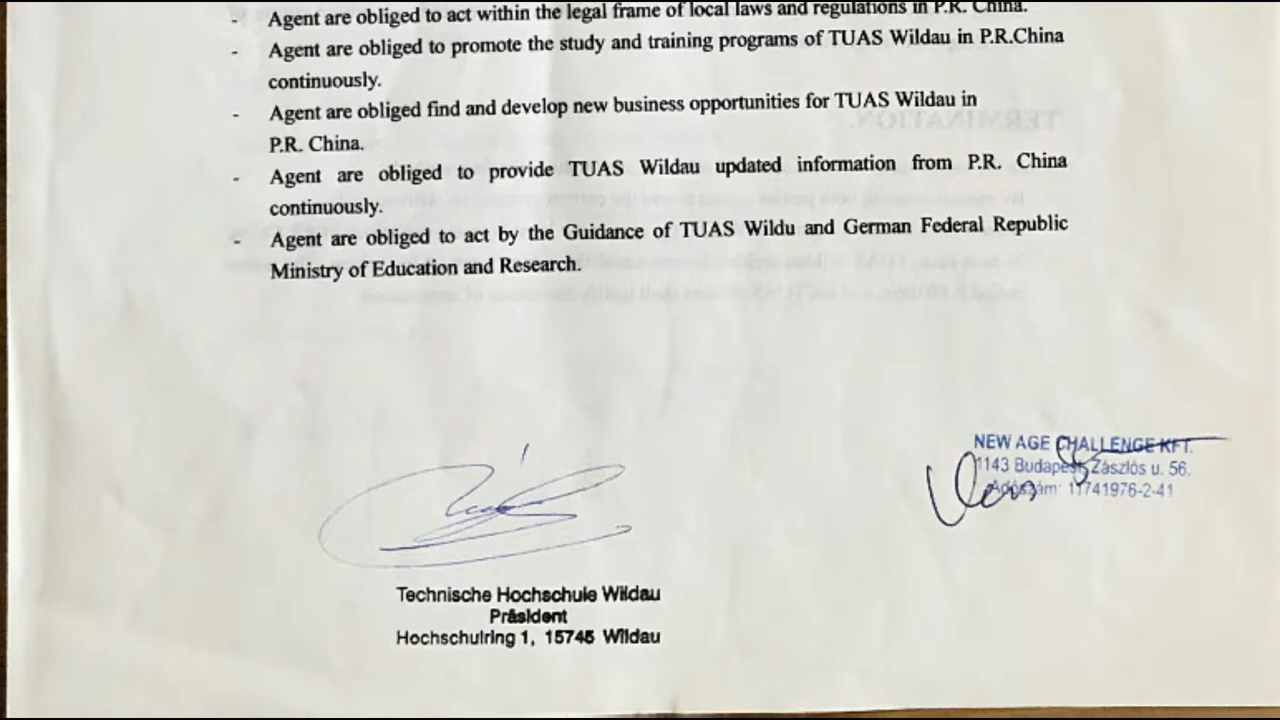 - Agent are obliged to act within the legal frame of local laws and regulations in P.R. China.
- Agent are obliged to promote the study and training programs of TUAS Wildau in P.R.China
continuously.
- Agent are obliged find and develop new business opportunities for TUAS Wildau in
P.R. China.
- Agent are obliged to provide TUAS Wildau updated information from P.R. China
continuously.
- Agent are obliged to act by the Guidance of TUAS Wildu and German Federal Republic
Ministry of Education and Research.
TERMINATION.
NEW AGE CHALLENGE KFT.
1143 Budapest, Zászlós u. 56.
Adószám: 11741976-2-41
Technische Hochschule Wildau
Präsident
Hochschulring 1, 15745 Wildau